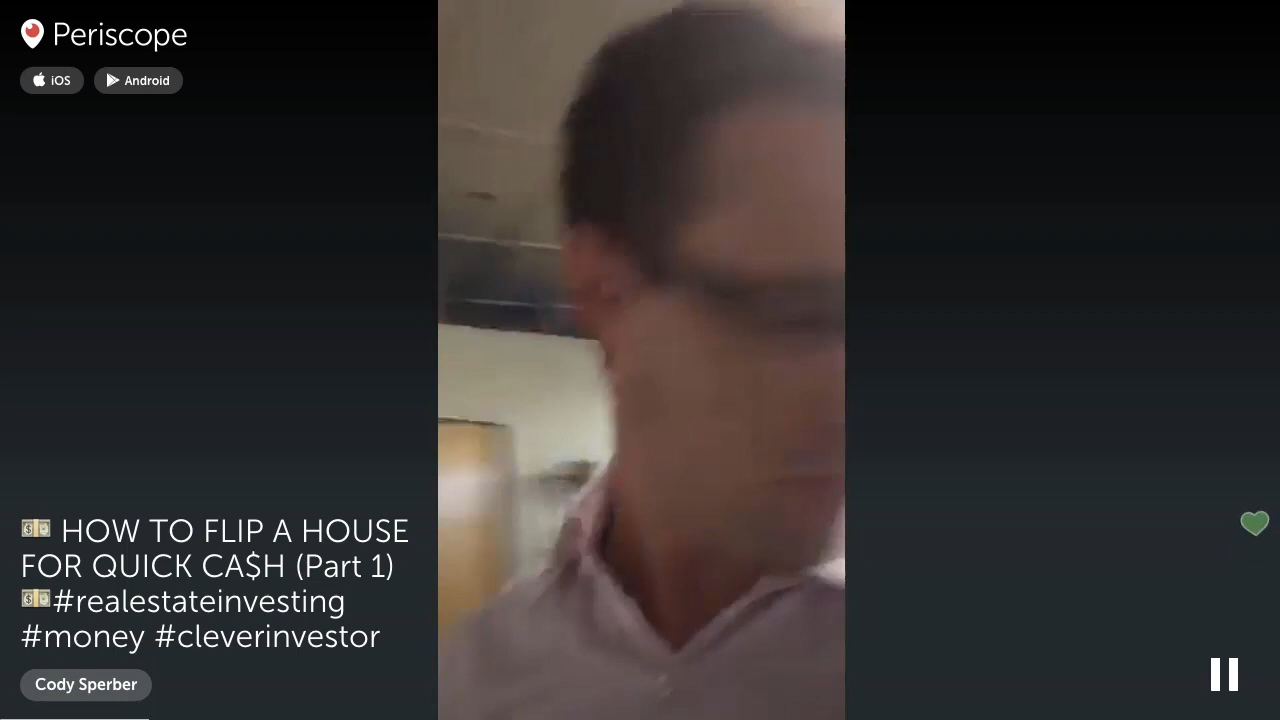 Periscope
iOS
Android
HOW TO FLIP A HOUSE
FOR QUICK CA$H (Part 1)
#realestateinvesting
#money #cleverinvestor
Cody Sperber